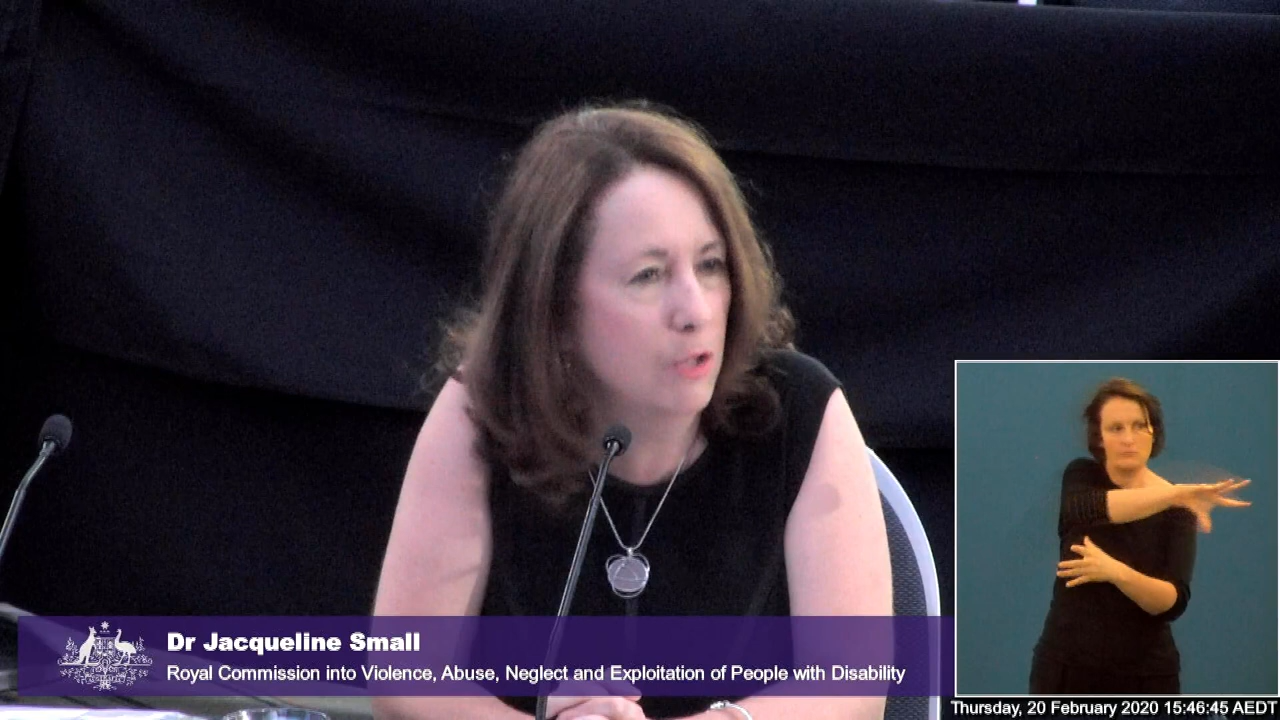 Dr Jacqueline Small
Royal Commission into Violence, Abuse, Neglect and Exploitation of People with Disability
Thursday, 20 February 2020 15:46:45 AEDT